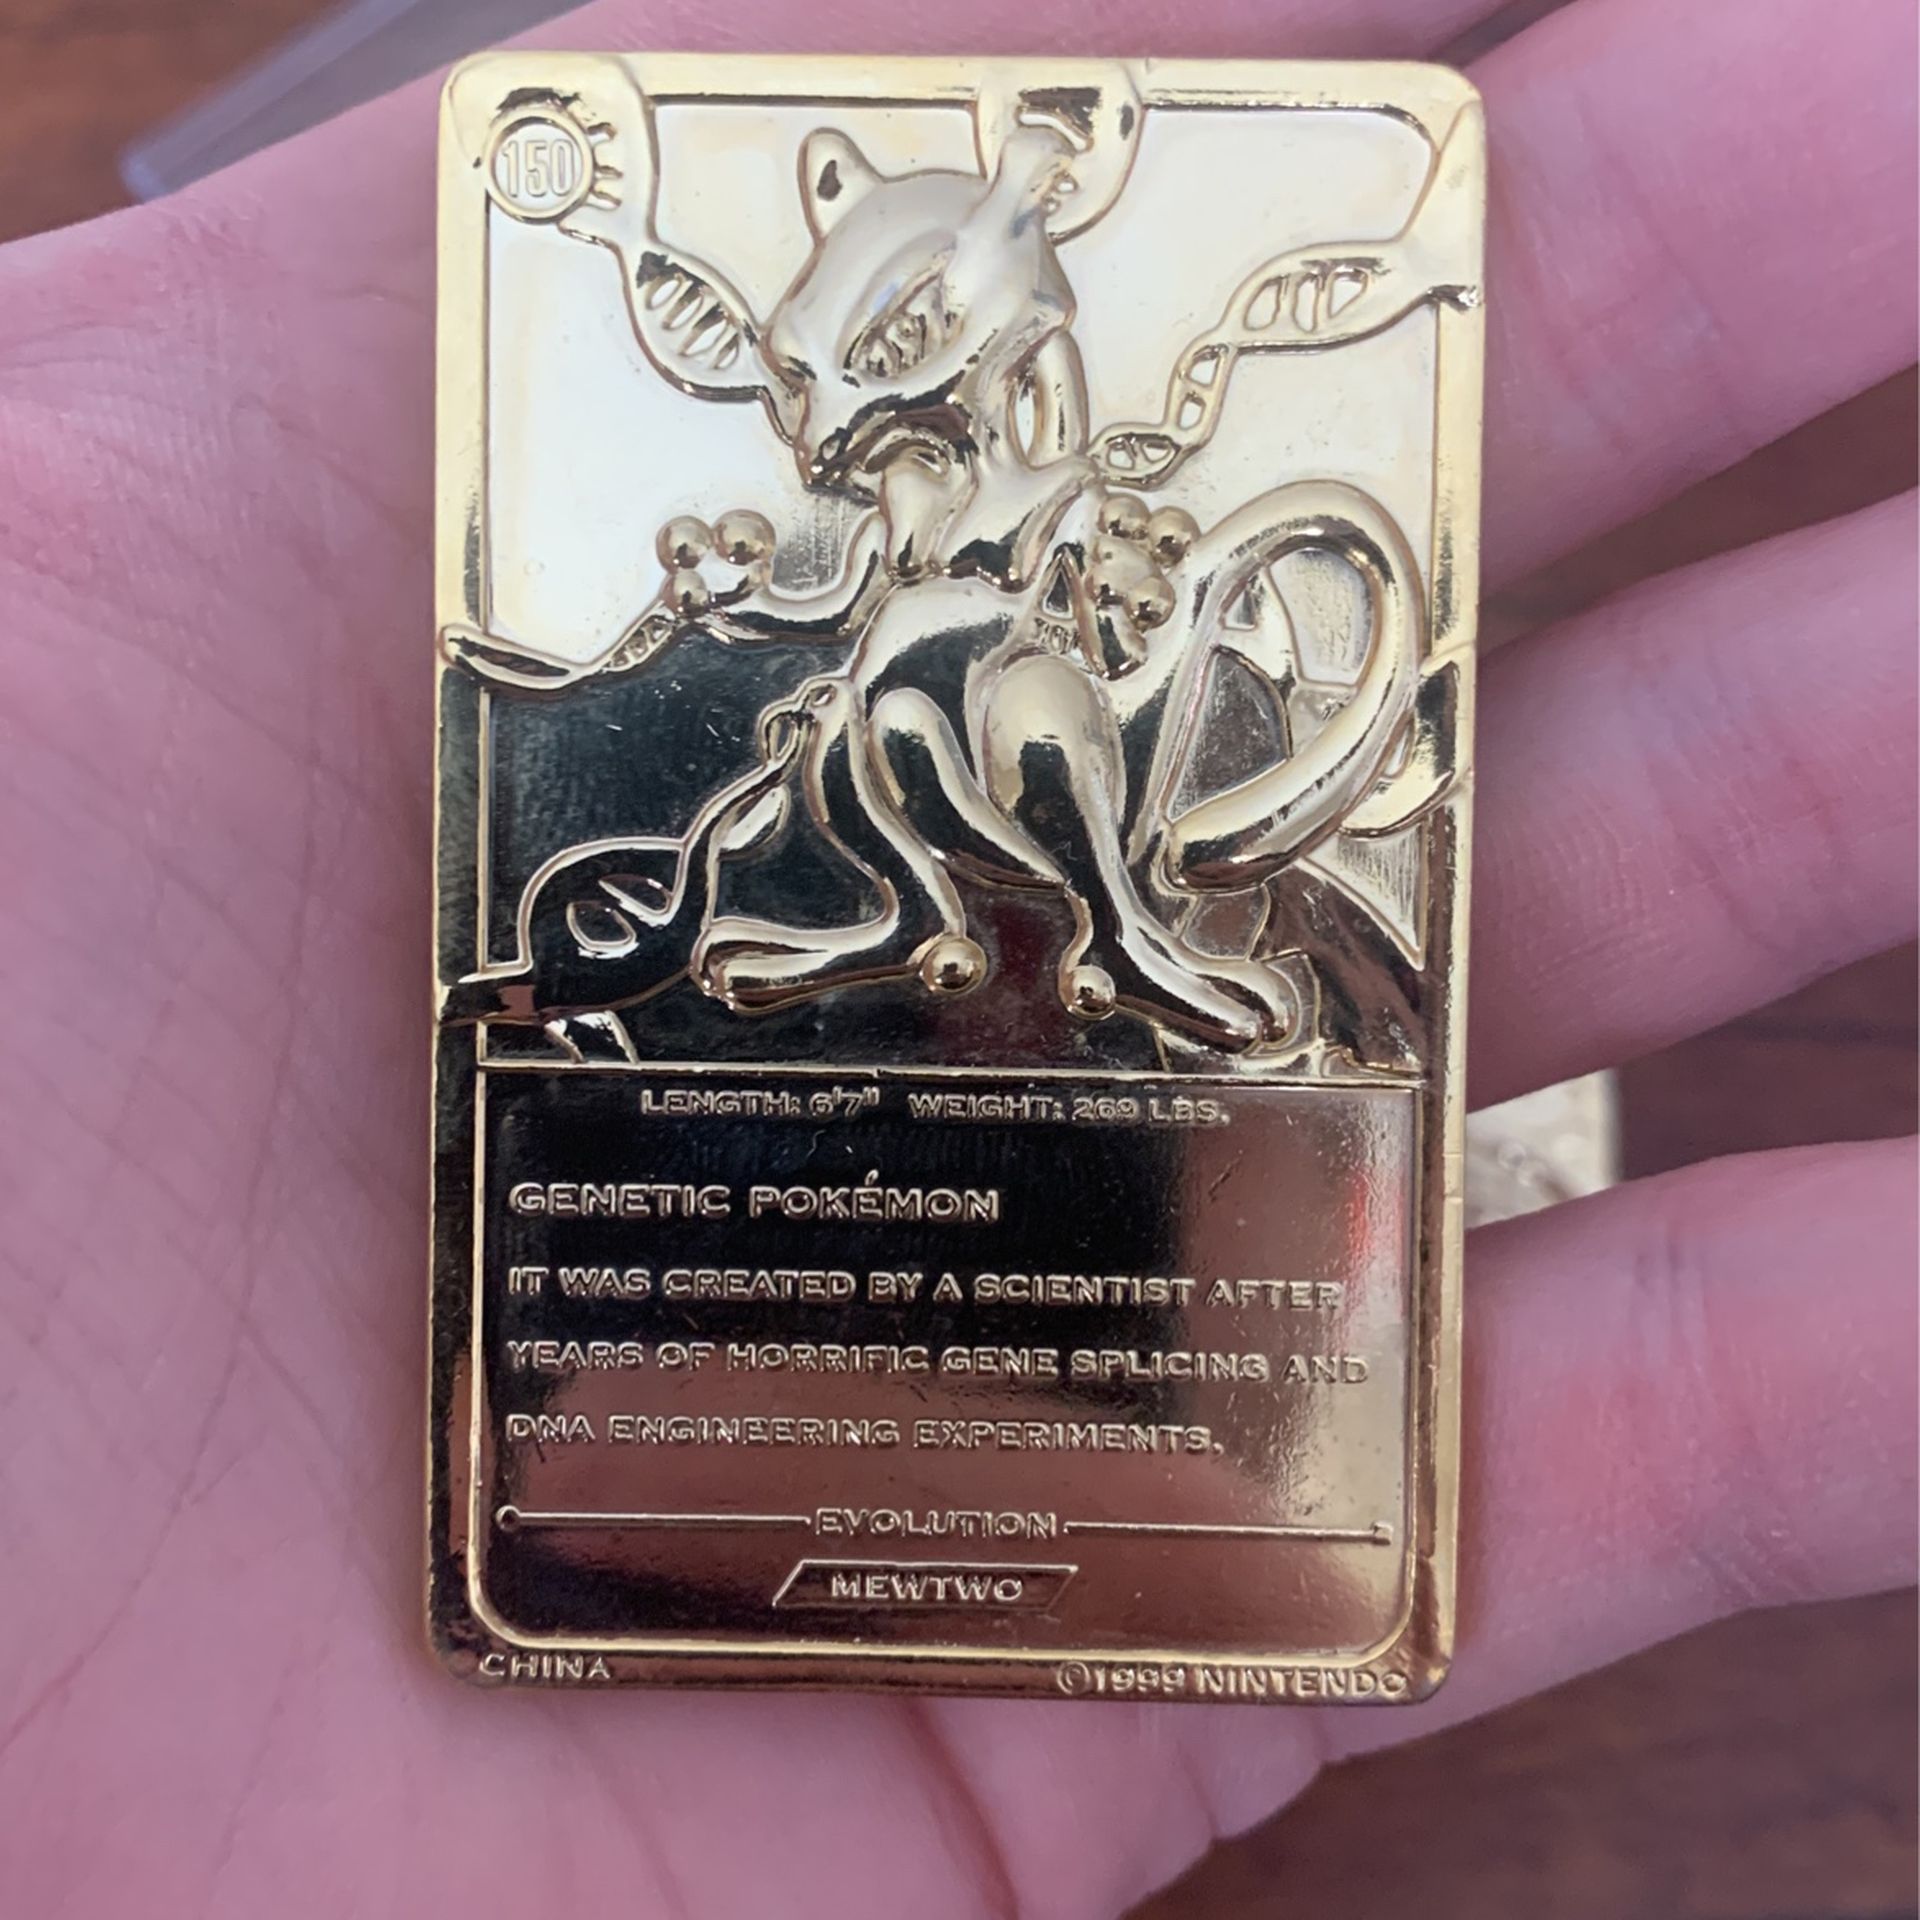 150
LENGTH: 6'7" WEIGHT: 269 LBS.
GENETIC POKÉMON
IT WAS CREATED BY A SCIENTIST AFTER
YEARS OF HORRIFIC GENE SPLICING AND
DNA ENGINEERING EXPERIMENTS.
EVOLUTION
MEWTWO
CHINA ©1999 NINTENDO